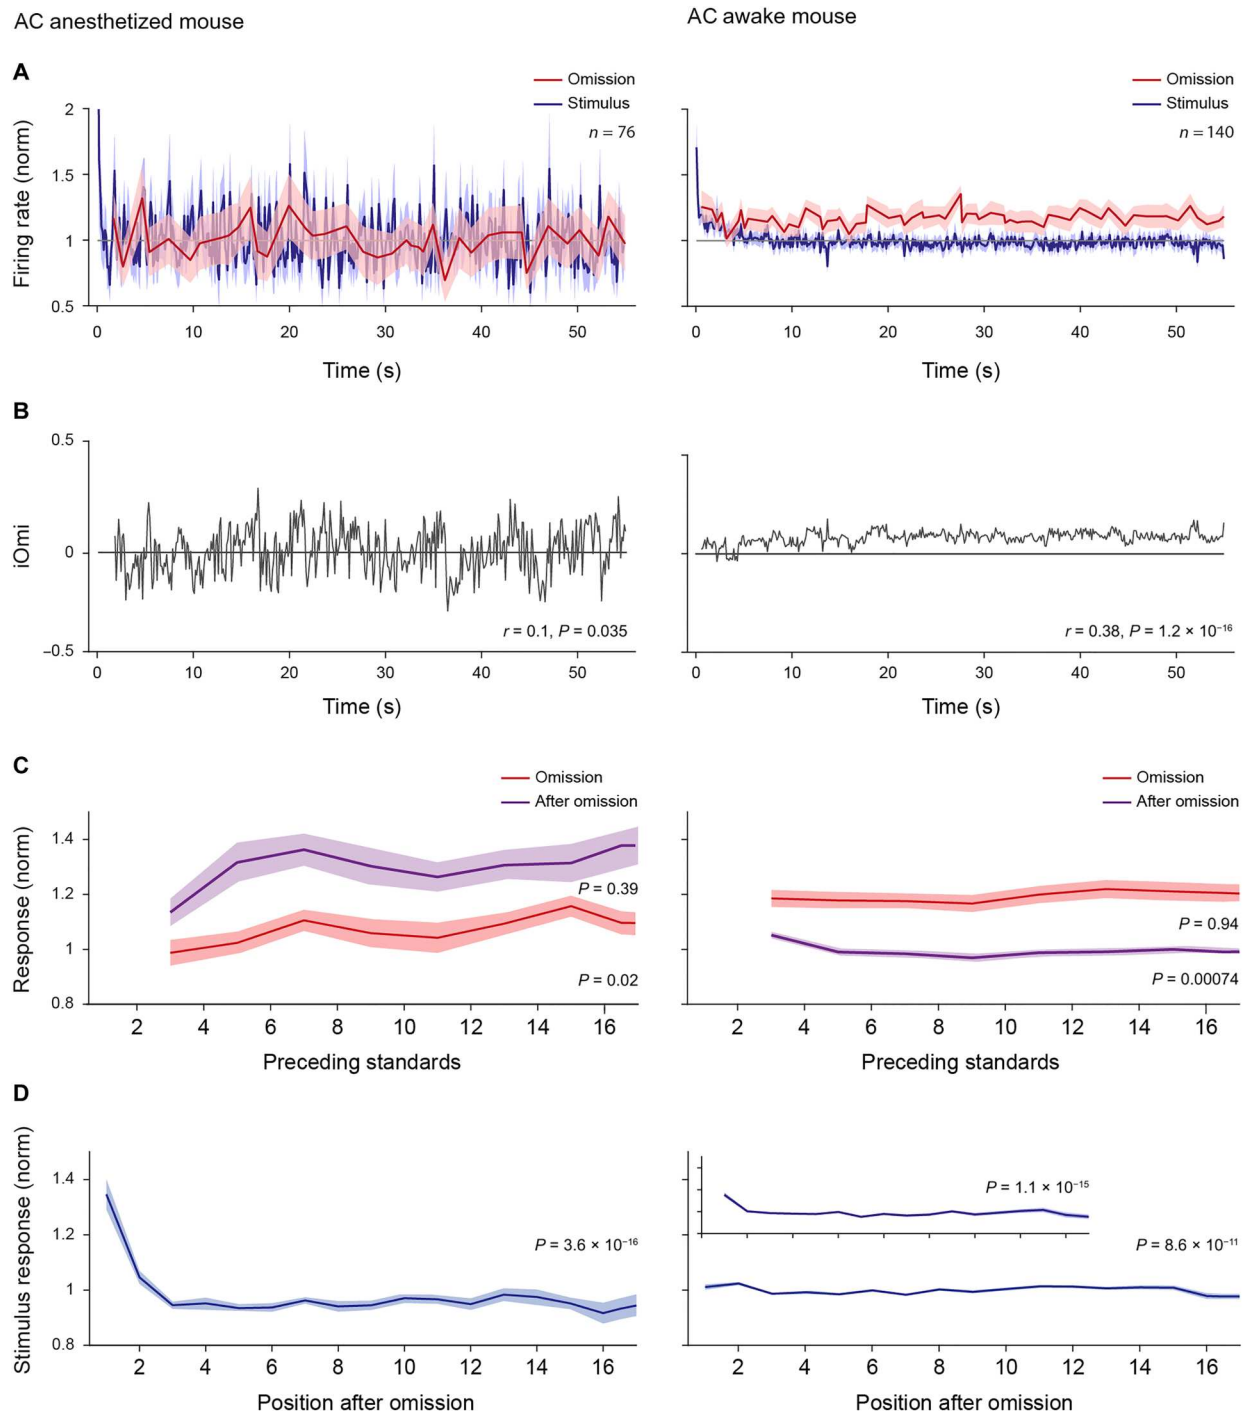 AC anesthetized mouse
AC awake mouse
A
Omission
Stimulus
n = 76
2
1.5
1
0.5
Firing rate (norm)
0 10 20 30 40 50
Time (s)
Omission
Stimulus
n = 140
0 10 20 30 40 50
Time (s)
B
0.5
0
–0.5
iOmi
r = 0.1, P = 0.035
0 10 20 30 40 50
Time (s)
r = 0.38, P = 1.2 × 10⁻¹⁶
0 10 20 30 40 50
Time (s)
C
Omission
After omission
1.4
1.2
1
0.8
Response (norm)
P = 0.39
P = 0.02
2 4 6 8 10 12 14 16
Preceding standards
Omission
After omission
P = 0.94
P = 0.00074
2 4 6 8 10 12 14 16
Preceding standards
D
1.4
1.2
1
0.8
Stimulus response (norm)
P = 3.6 × 10⁻¹⁶
2 4 6 8 10 12 14 16
Position after omission
P = 1.1 × 10⁻¹⁵
P = 8.6 × 10⁻¹¹
2 4 6 8 10 12 14 16
Position after omission